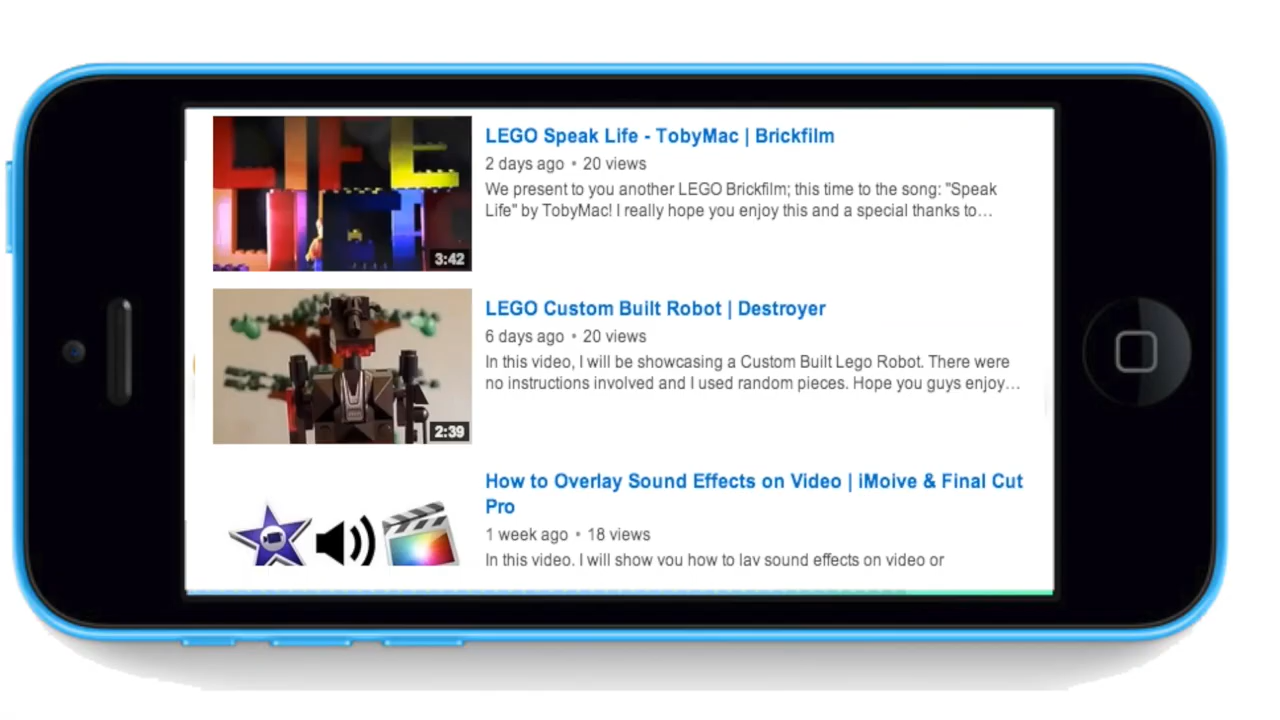 LIFE
3:42
LEGO Speak Life - TobyMac | Brickfilm
2 days ago • 20 views
We present to you another LEGO Brickfilm; this time to the song: "Speak
Life" by TobyMac! I really hope you enjoy this and a special thanks to…
2:39
LEGO Custom Built Robot | Destroyer
6 days ago • 20 views
In this video, I will be showcasing a Custom Built Lego Robot. There were
no instructions involved and I used random pieces. Hope you guys enjoy…
How to Overlay Sound Effects on Video | iMoive & Final Cut
Pro
1 week ago • 18 views
In this video, I will show you how to lay sound effects on video or